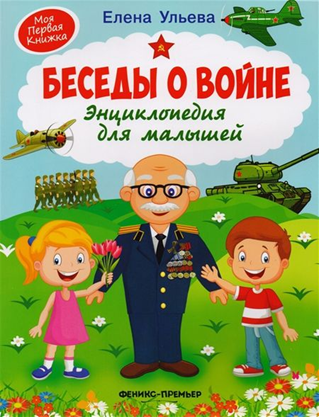 Елена Ульева
Моя
Первая
Книжка
БЕСЕДЫ О ВОЙНЕ
Энциклопедия
для малышей
ФЕНИКС-ПРЕМЬЕР